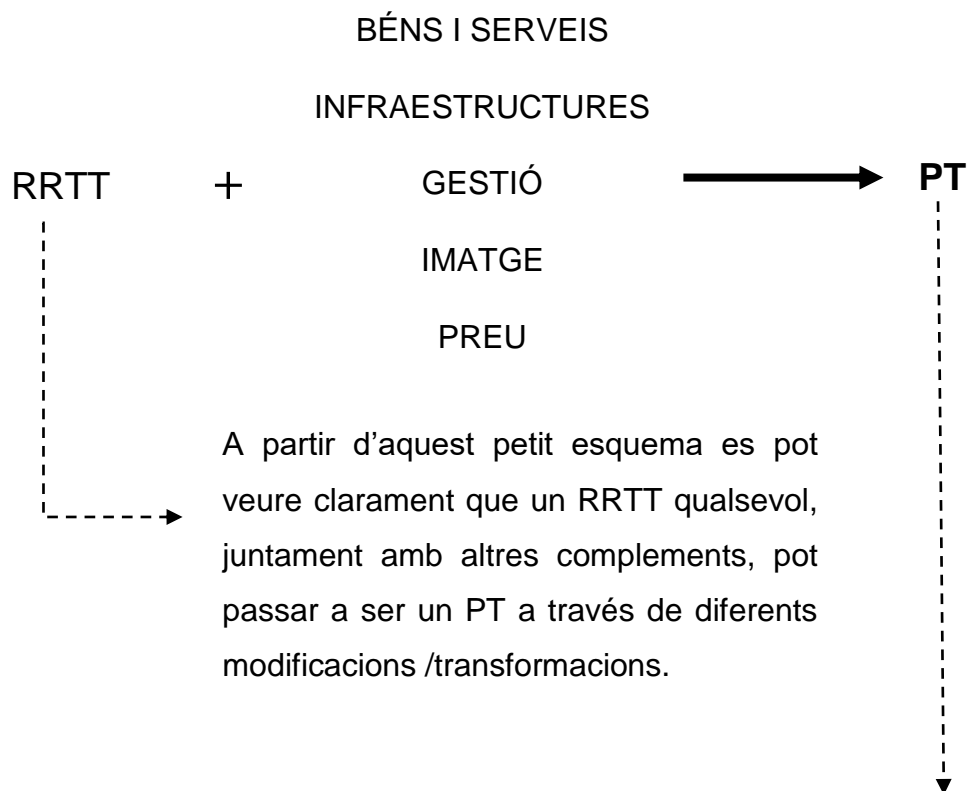 BÉNS I SERVEIS
INFRAESTRUCTURES
RRTT + GESTIÓ PT
IMATGE
PREU
A partir d'aquest petit esquema es pot
veure clarament que un RRTT qualsevol,
juntament amb altres complements, pot
passar a ser un PT a través de diferents
modificacions /transformacions.